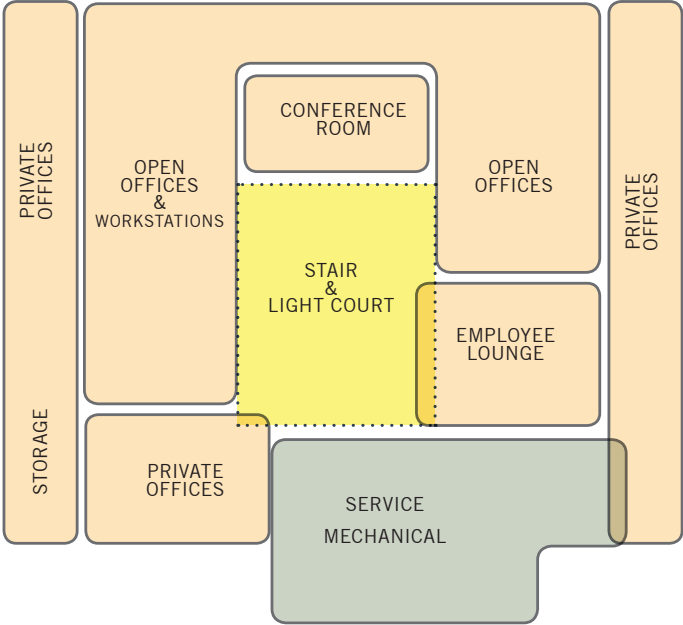 PRIVATE
OFFICES
STORAGE
OPEN
OFFICES
&
WORKSTATIONS
CONFERENCE
ROOM
OPEN
OFFICES
PRIVATE
OFFICES
STAIR
&
LIGHT COURT
EMPLOYEE
LOUNGE
PRIVATE
OFFICES
SERVICE
MECHANICAL